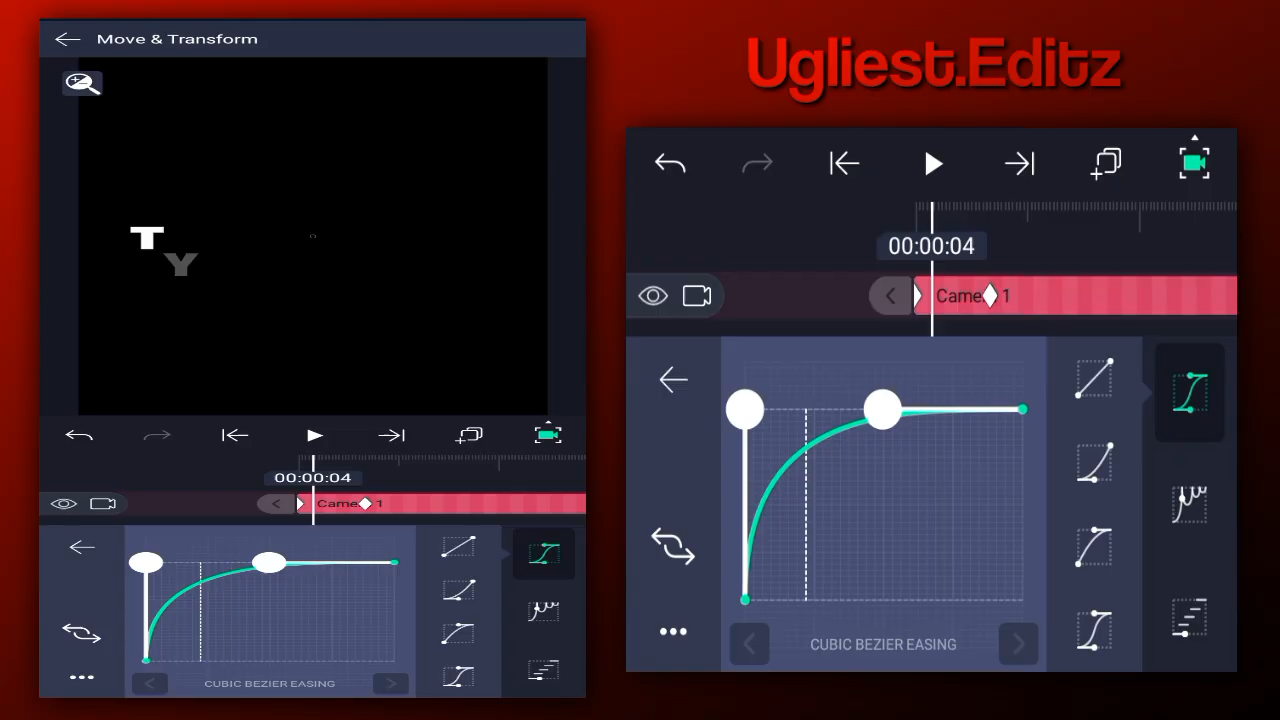 Move & Transform
T
Y
00:00:04
Came 1
CUBIC BEZIER EASING
Ugliest.Editz
00:00:04
Came 1
CUBIC BEZIER EASING